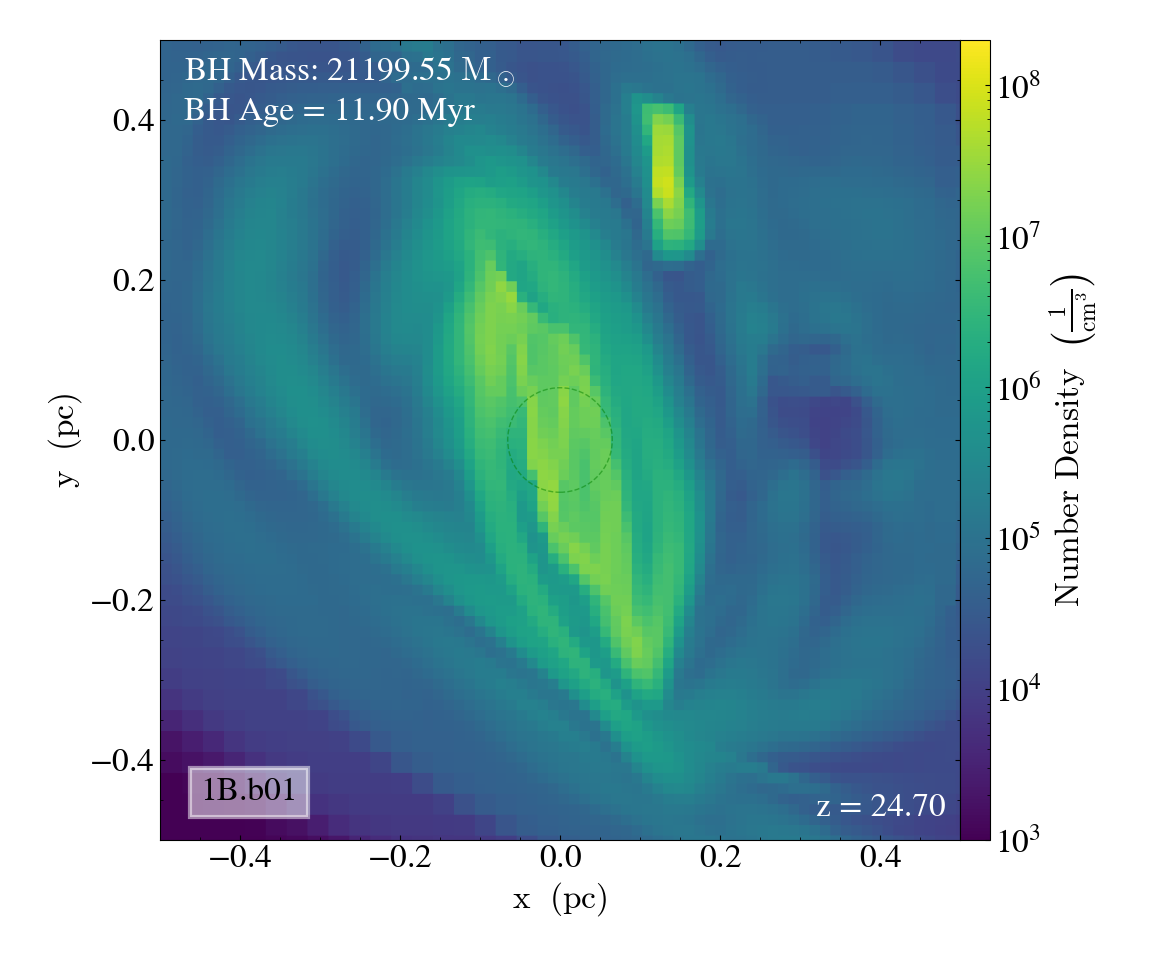 BH Mass: 21199.55 M⊙
BH Age = 11.90 Myr
0.4
0.2
0.0
−0.2
−0.4
y (pc)
1B.b01
z = 24.70
−0.4 −0.2 0.0 0.2 0.4
x (pc)
10⁸
10⁷
10⁶
10⁵
10⁴
10³
Number Density (1/cm³)